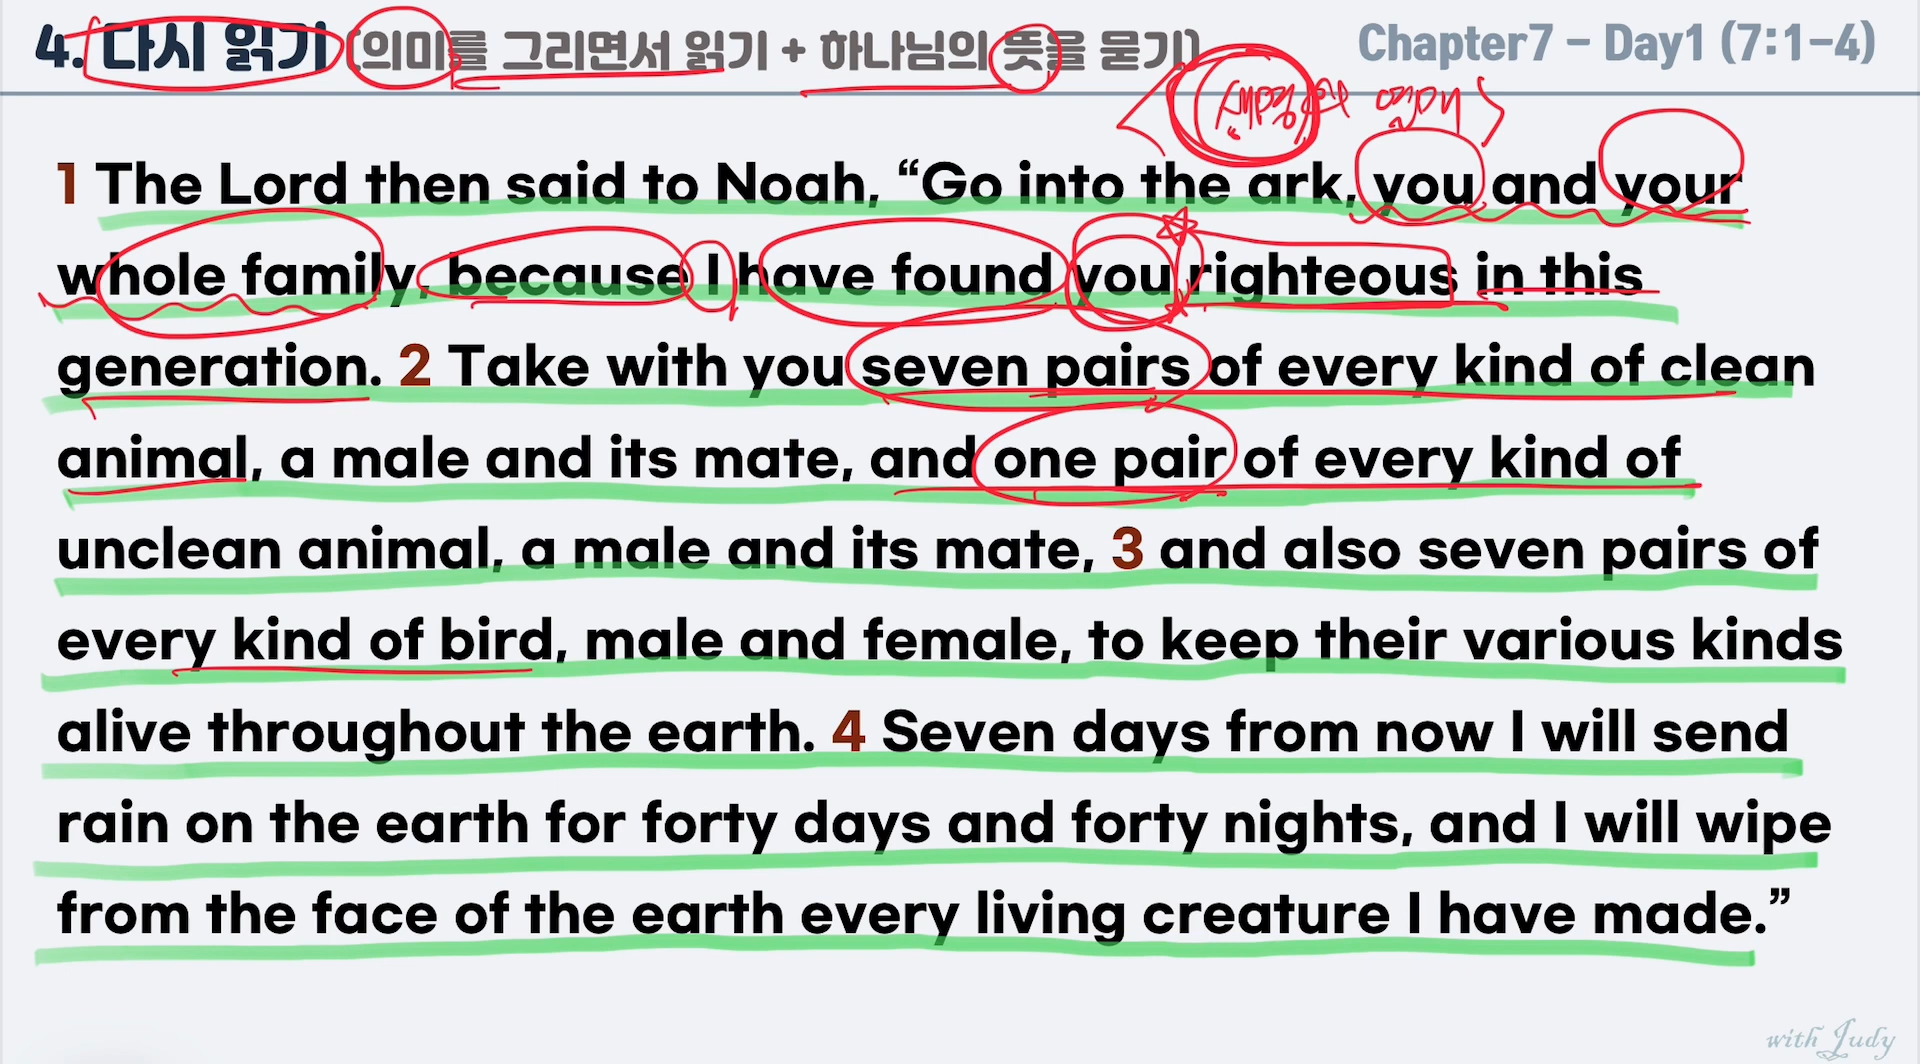 4. 다시 읽기 (의미를 그리면서 읽기 + 하나님의 뜻을 묻기)
Chapter7 – Day1 (7:1-4)
1 The Lord then said to Noah, “Go into the ark, you and your
whole family, because I have found you righteous in this
generation. 2 Take with you seven pairs of every kind of clean
animal, a male and its mate, and one pair of every kind of
unclean animal, a male and its mate, 3 and also seven pairs of
every kind of bird, male and female, to keep their various kinds
alive throughout the earth. 4 Seven days from now I will send
rain on the earth for forty days and forty nights, and I will wipe
from the face of the earth every living creature I have made.”
with Judy